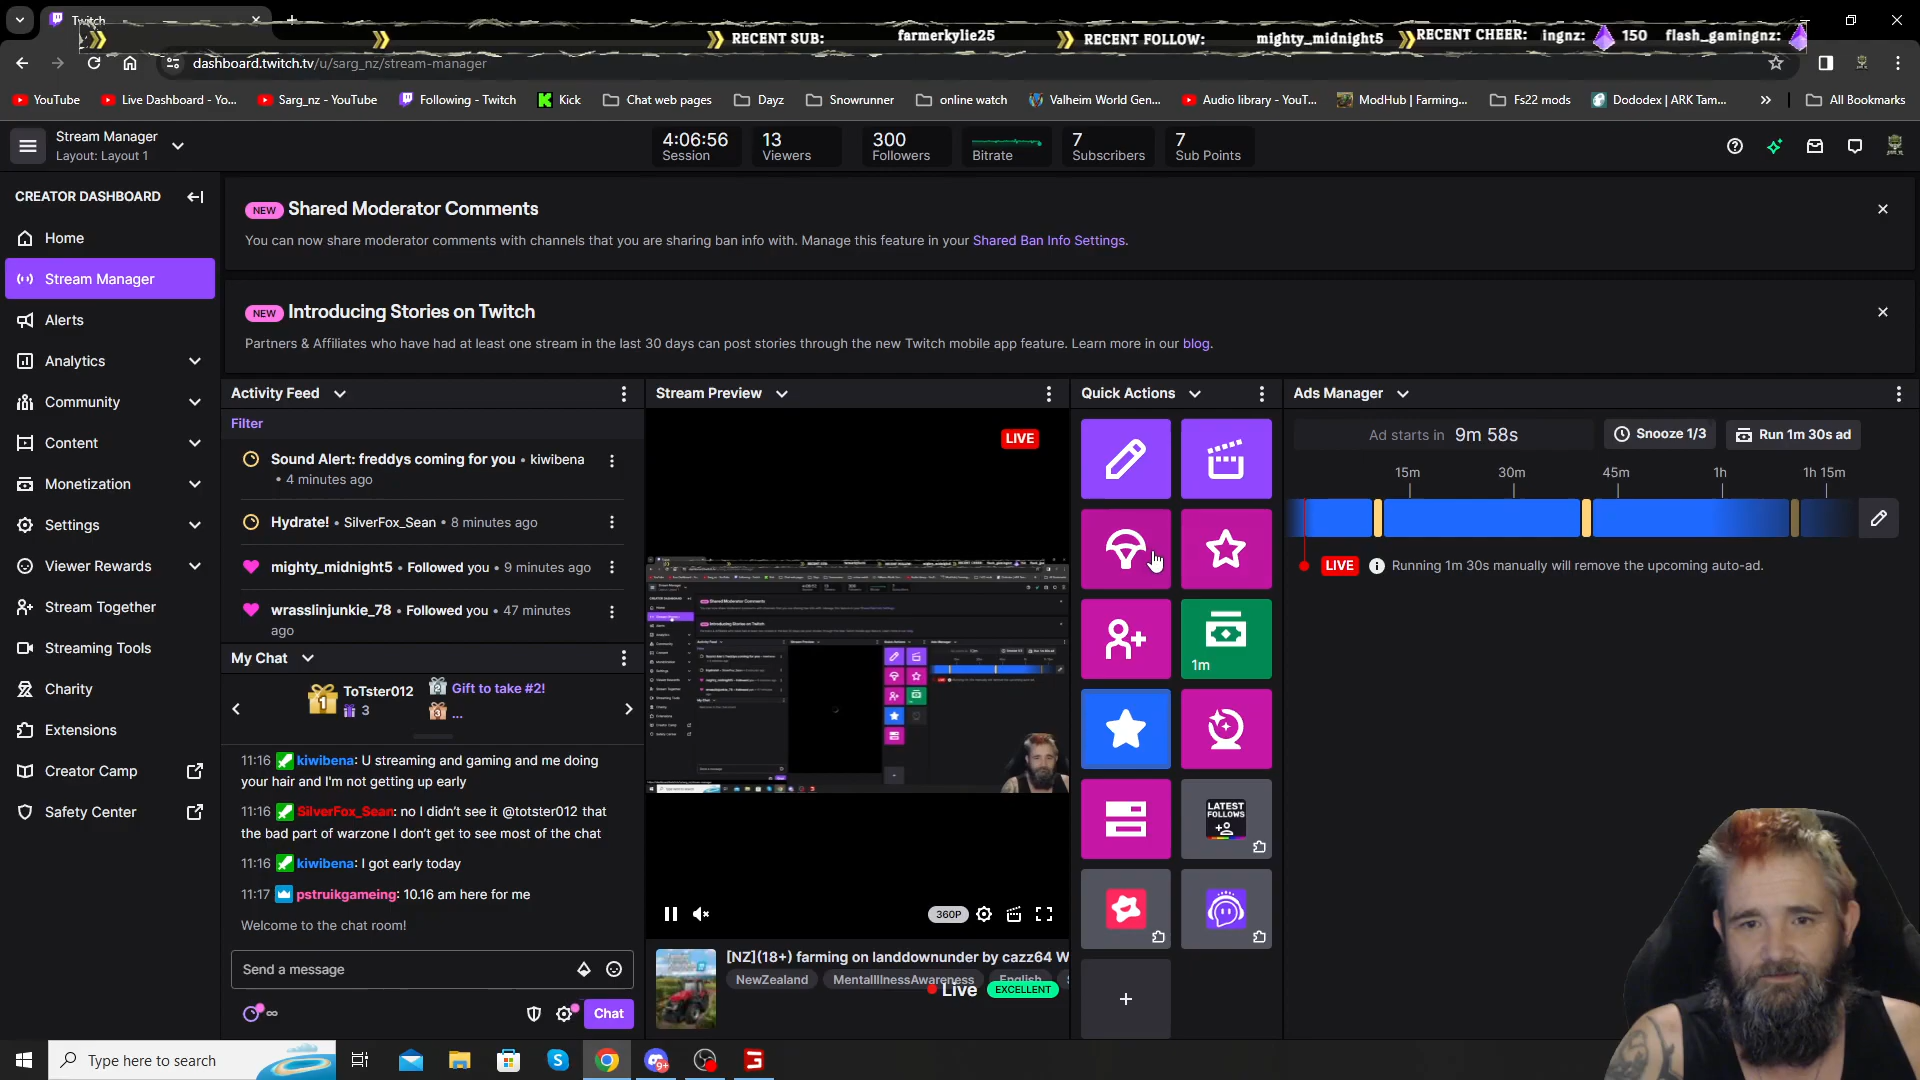 Twitch
RECENT SUB: farmerkylie25 RECENT FOLLOW: mighty_midnight5 RECENT CHEER: ingnz: 150 flash_gamingnz:
dashboard.twitch.tv/u/sarg_nz/stream-manager
YouTube Live Dashboard - Yo... Sarg_nz - YouTube Following - Twitch Kick Chat web pages Dayz Snowrunner online watch Valheim World Gen... Audio library - YouT... ModHub | Farming... Fs22 mods Dododex | ARK Tam... All Bookmarks
Stream Manager
Layout: Layout 1
4:06:56
Session
13
Viewers
300
Followers
Bitrate
7
Subscribers
7
Sub Points
CREATOR DASHBOARD
Home
Stream Manager
Alerts
Analytics
Community
Content
Monetization
Settings
Viewer Rewards
Stream Together
Streaming Tools
Charity
Extensions
Creator Camp
Safety Center
NEW Shared Moderator Comments
You can now share moderator comments with channels that you are sharing ban info with. Manage this feature in your Shared Ban Info Settings.
NEW Introducing Stories on Twitch
Partners & Affiliates who have had at least one stream in the last 30 days can post stories through the new Twitch mobile app feature. Learn more in our blog.
Activity Feed
Filter
Sound Alert: freddys coming for you • kiwibena
• 4 minutes ago
Hydrate! • SilverFox_Sean • 8 minutes ago
mighty_midnight5 • Followed you • 9 minutes ago
wrasslinjunkie_78 • Followed you • 47 minutes
ago
My Chat
1 ToTster012
3
2 Gift to take #2!
3 ...
11:16 kiwibena: U streaming and gaming and me doing
your hair and I'm not getting up early
11:16 SilverFox_Sean: no I didn't see it @totster012 that
the bad part of warzone I don't get to see most of the chat
11:16 kiwibena: I got early today
11:17 pstruikgameing: 10.16 am here for me
Welcome to the chat room!
Send a message
∞
Chat
Stream Preview
LIVE
360P
[NZ](18+) farming on landdownunder by cazz64 W
NewZealand MentalIllnessAwareness English
Live EXCELLENT
Quick Actions
1m
LATEST
FOLLOWS
Ads Manager
Ad starts in 9m 58s
Snooze 1/3
Run 1m 30s ad
15m 30m 45m 1h 1h 15m
LIVE Running 1m 30s manually will remove the upcoming auto-ad.
Type here to search
9+